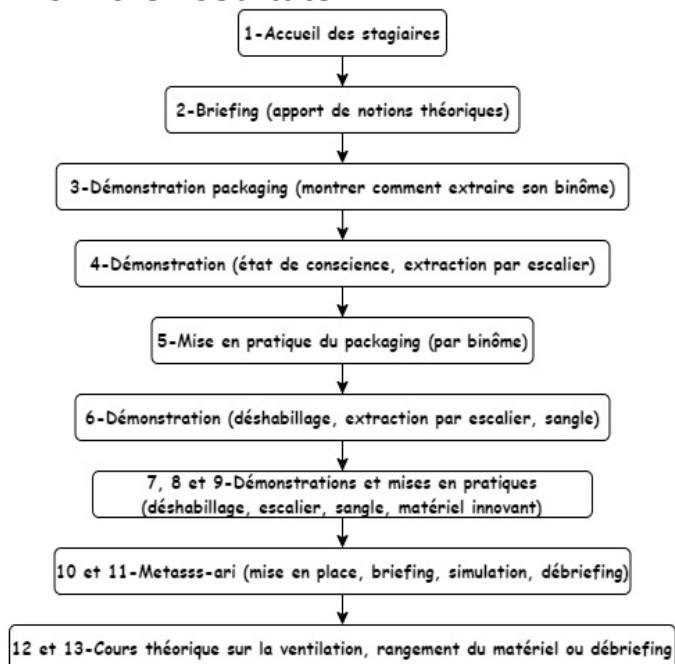 1-Accueil des stagiaires
2-Briefing (apport de notions théoriques)
3-Démonstration packaging (montrer comment extraire son binôme)
4-Démonstration (état de conscience, extraction par escalier)
5-Mise en pratique du packaging (par binôme)
6-Démonstration (déshabillage, extraction par escalier, sangle)
7, 8 et 9-Démonstrations et mises en pratiques
(déshabillage, escalier, sangle, matériel innovant)
10 et 11-Metasss-ari (mise en place, briefing, simulation, débriefing)
12 et 13-Cours théorique sur la ventilation, rangement du matériel ou débriefing